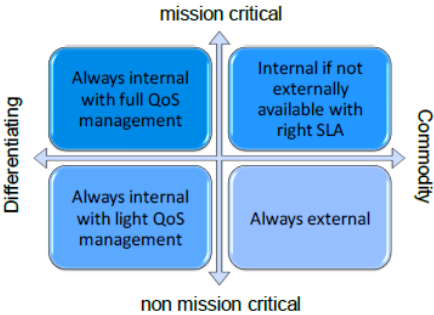 mission critical
Always internal
with full QoS
management
Internal if not
externally
available with
right SLA
Differentiating
Commodity
Always internal
with light QoS
management
Always external
non mission critical